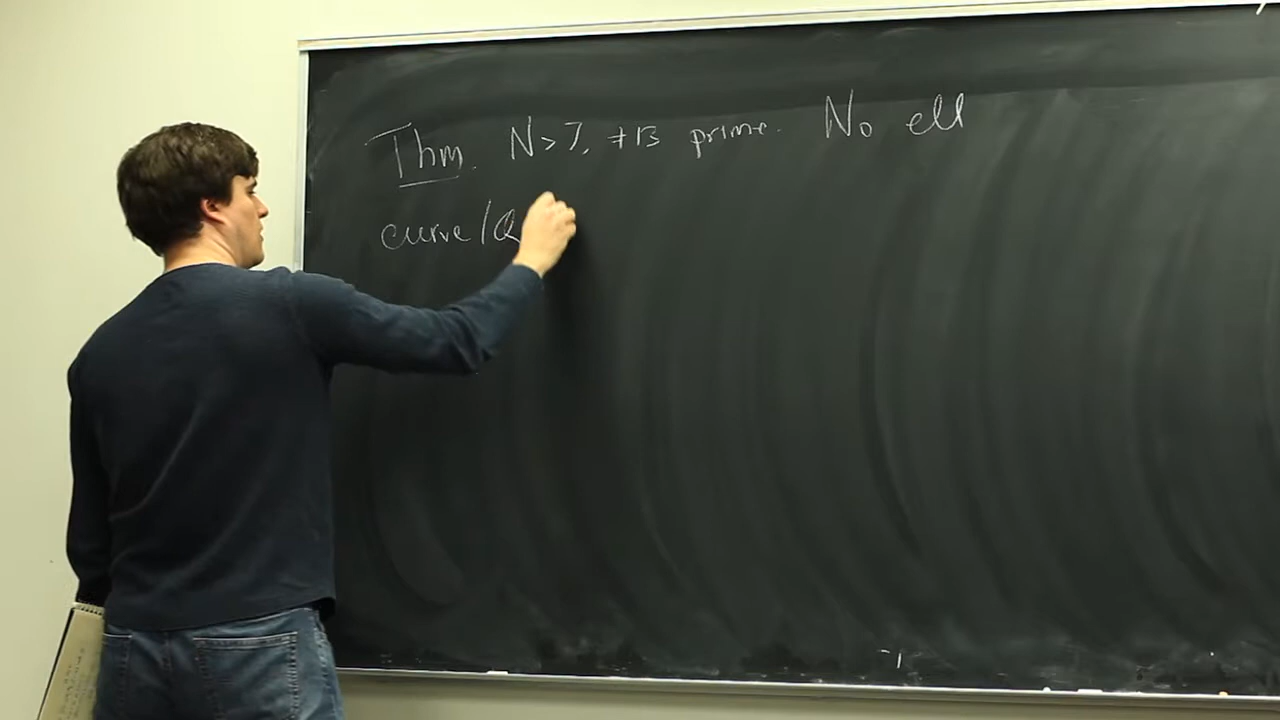 Thm. N>7, ≠13 prime. No ell
curve/Q